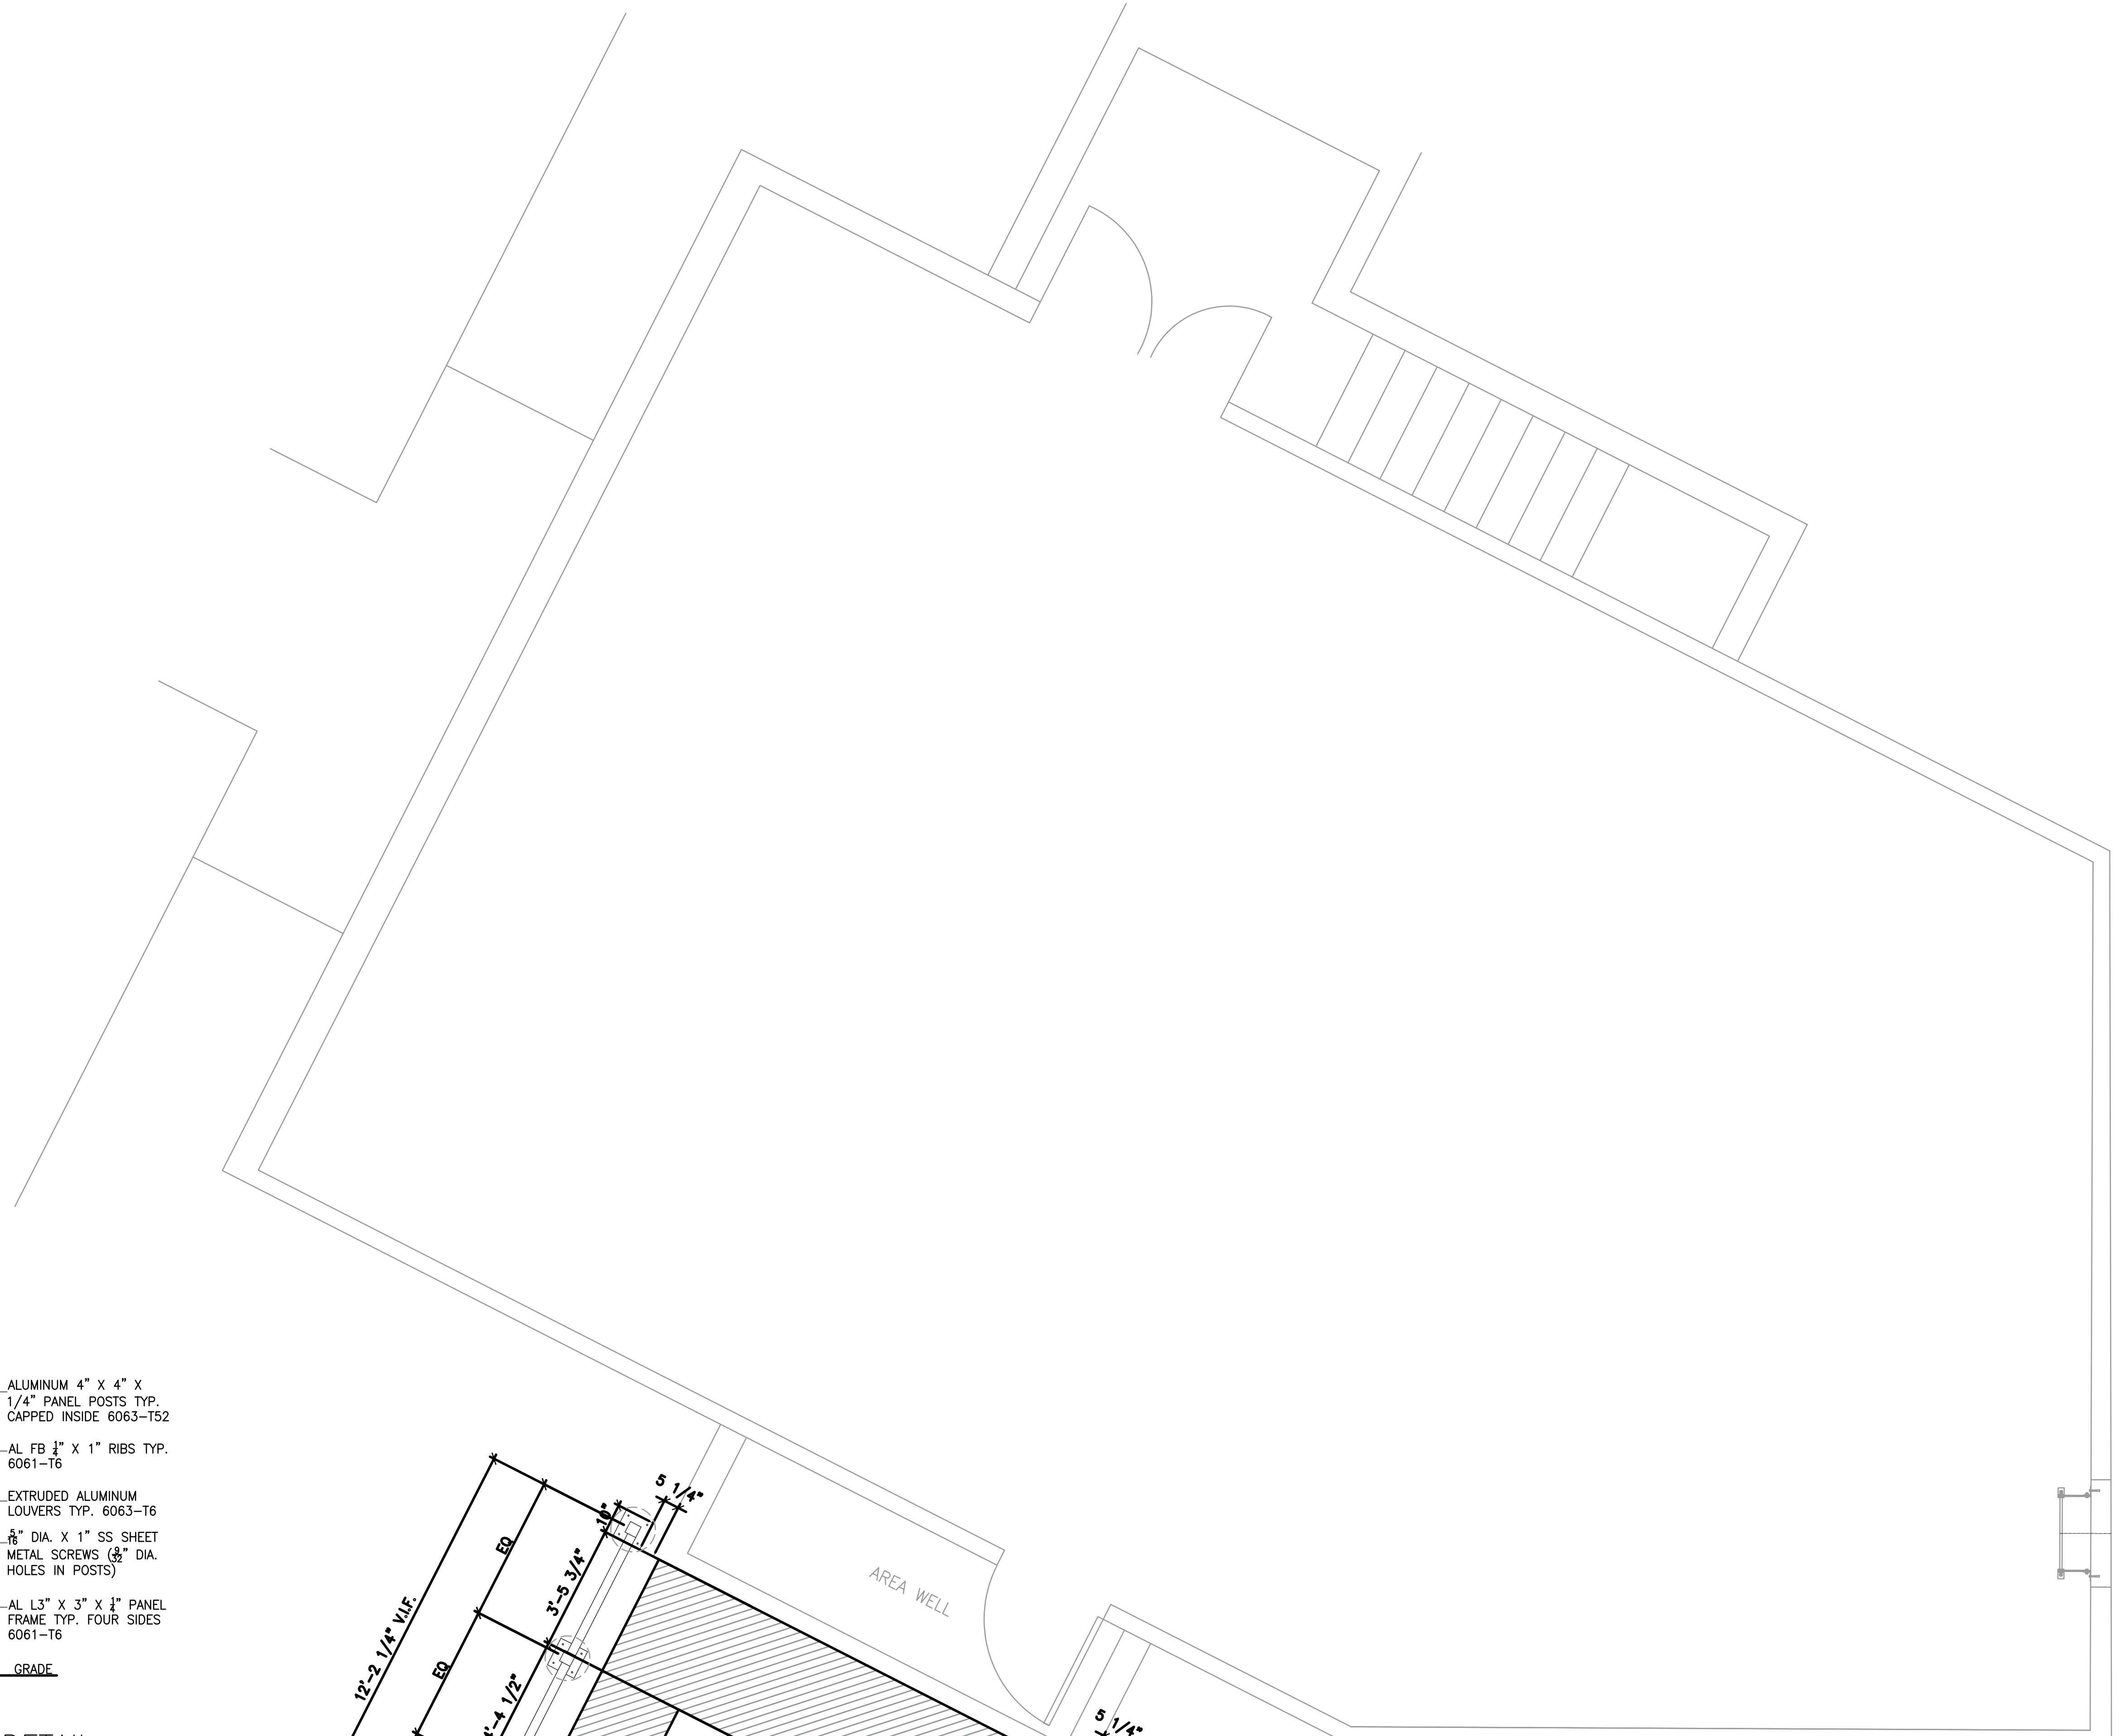 ALUMINUM 4" X 4" X
1/4" PANEL POSTS TYP.
CAPPED INSIDE 6063-T52
AL FB 1/4" X 1" RIBS TYP.
6061-T6
EXTRUDED ALUMINUM
LOUVERS TYP. 6063-T6
5/16" DIA. X 1" SS SHEET
METAL SCREWS (9/32" DIA.
HOLES IN POSTS)
AL L3" X 3" X 1/4" PANEL
FRAME TYP. FOUR SIDES
6061-T6
GRADE
12'-2 1/4" V.I.F.
EQ
EQ
10"
3'-5 3/4"
5 1/4"
AREA WELL
5 1/4"